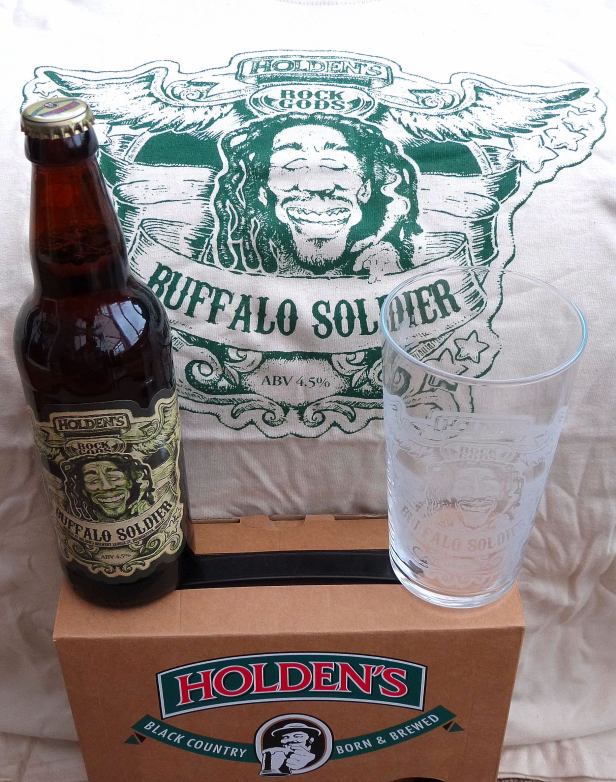 HOLDEN'S
ROCK
GODS
BUFFALO SOLDIER
ABV 4.5%
HOLDEN'S
ROCK
GODS
BUFFALO SOLDIER
ABV 4.5%
ROCK
BUFFALO SOLDIER
HOLDEN'S
BLACK COUNTRY BORN & BREWED